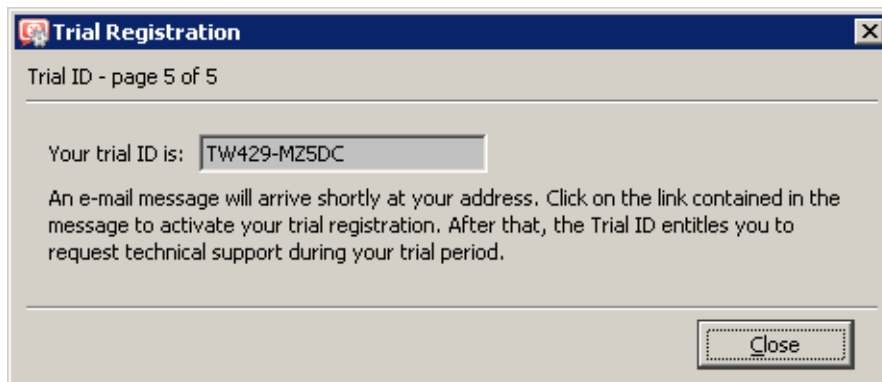 Trial Registration
Trial ID - page 5 of 5
Your trial ID is: TW429-MZ5DC
An e-mail message will arrive shortly at your address. Click on the link contained in the
message to activate your trial registration. After that, the Trial ID entitles you to
request technical support during your trial period.
Close